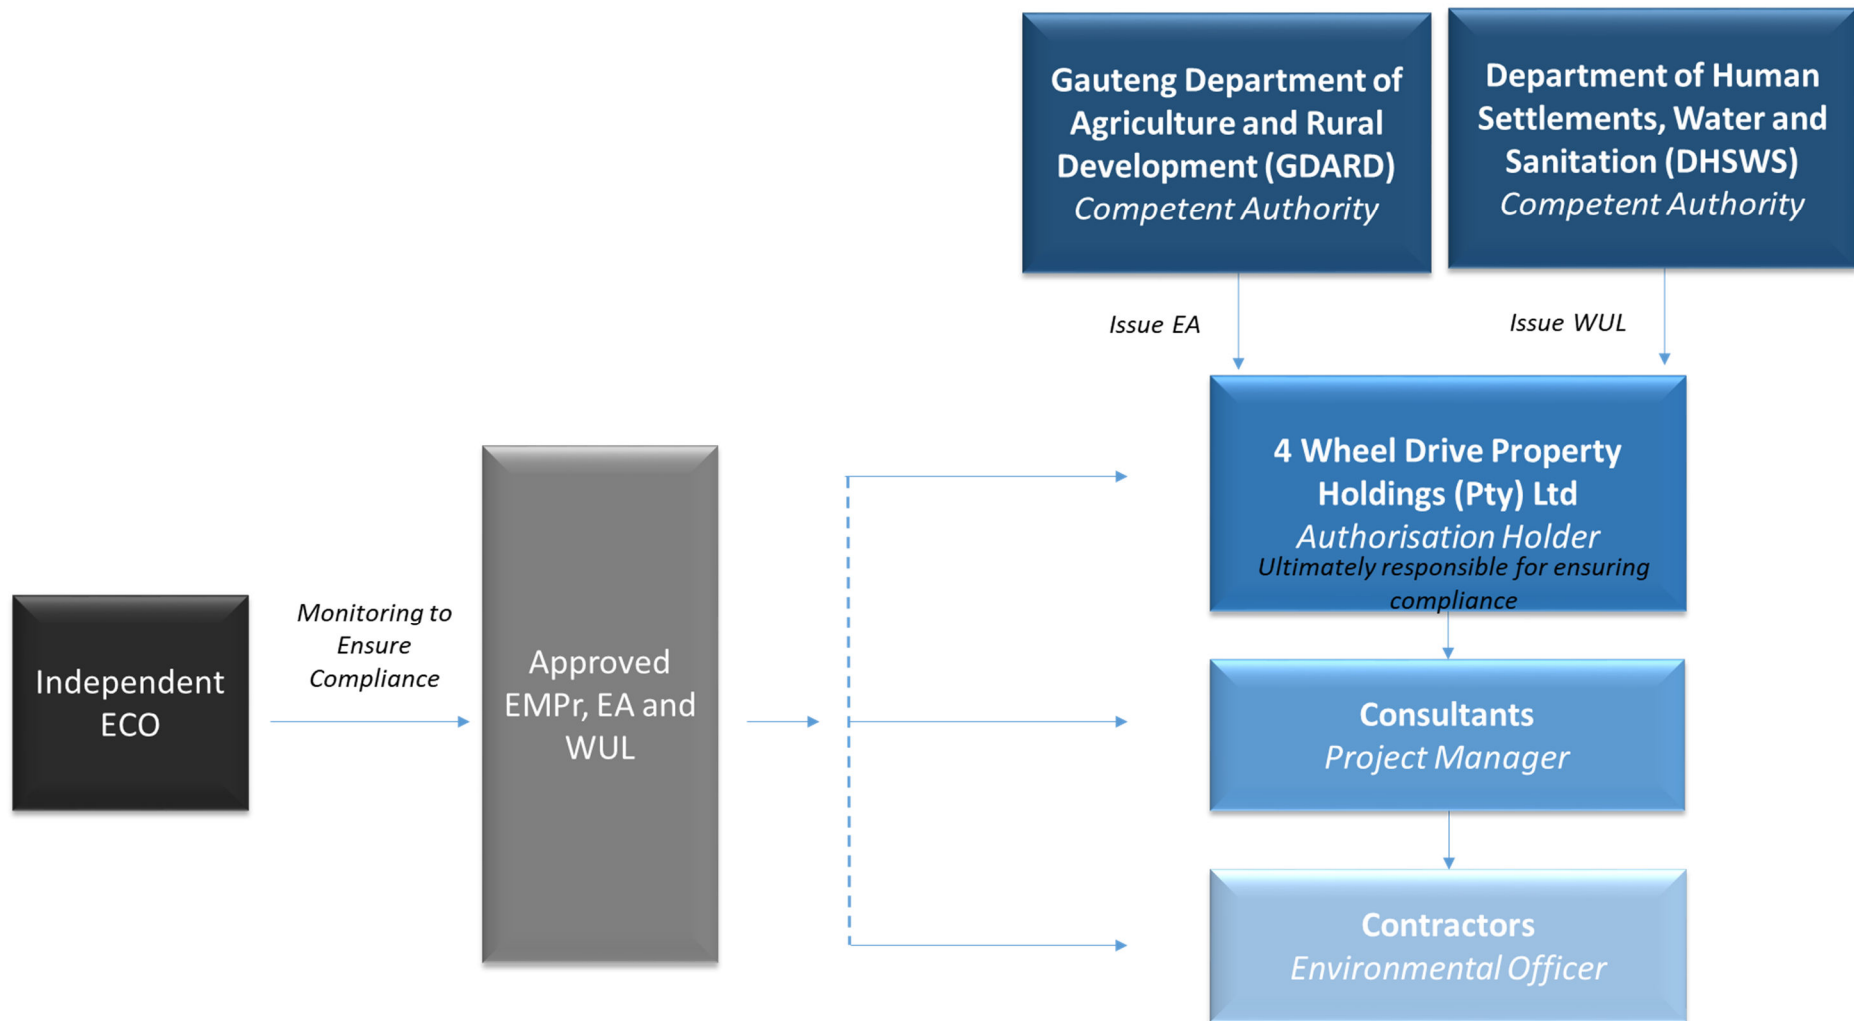 Gauteng Department of
Agriculture and Rural
Development (GDARD)
Competent Authority
Department of Human
Settlements, Water and
Sanitation (DHSWS)
Competent Authority
Issue EA
Issue WUL
4 Wheel Drive Property
Holdings (Pty) Ltd
Authorisation Holder
Ultimately responsible for ensuring
compliance
Independent
ECO
Monitoring to
Ensure
Compliance
Approved
EMPr, EA and
WUL
Consultants
Project Manager
Contractors
Environmental Officer